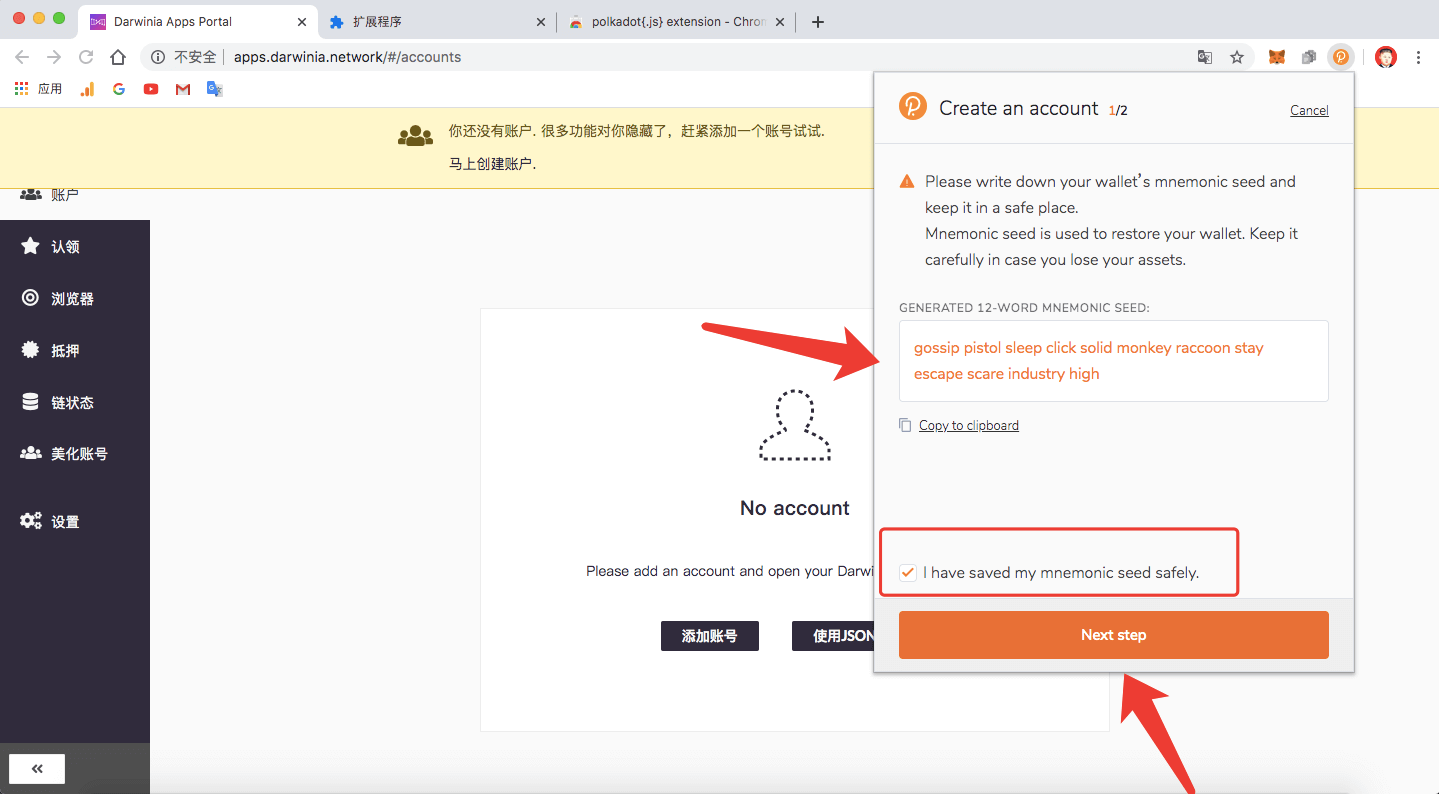 Darwinia Apps Portal
扩展程序
polkadot{.js} extension - Chrom
不安全
apps.darwinia.network/#/accounts
应用
你还没有账户. 很多功能对你隐藏了，赶紧添加一个账号试试.
马上创建账户.
账户
认领
浏览器
抵押
链状态
美化账号
设置
No account
Please add an account and open your Darwi
添加账号
使用JSON
Create an account 1/2
Cancel
Please write down your wallet's mnemonic seed and
keep it in a safe place.
Mnemonic seed is used to restore your wallet. Keep it
carefully in case you lose your assets.
GENERATED 12-WORD MNEMONIC SEED:
gossip pistol sleep click solid monkey raccoon stay
escape scare industry high
Copy to clipboard
I have saved my mnemonic seed safely.
Next step